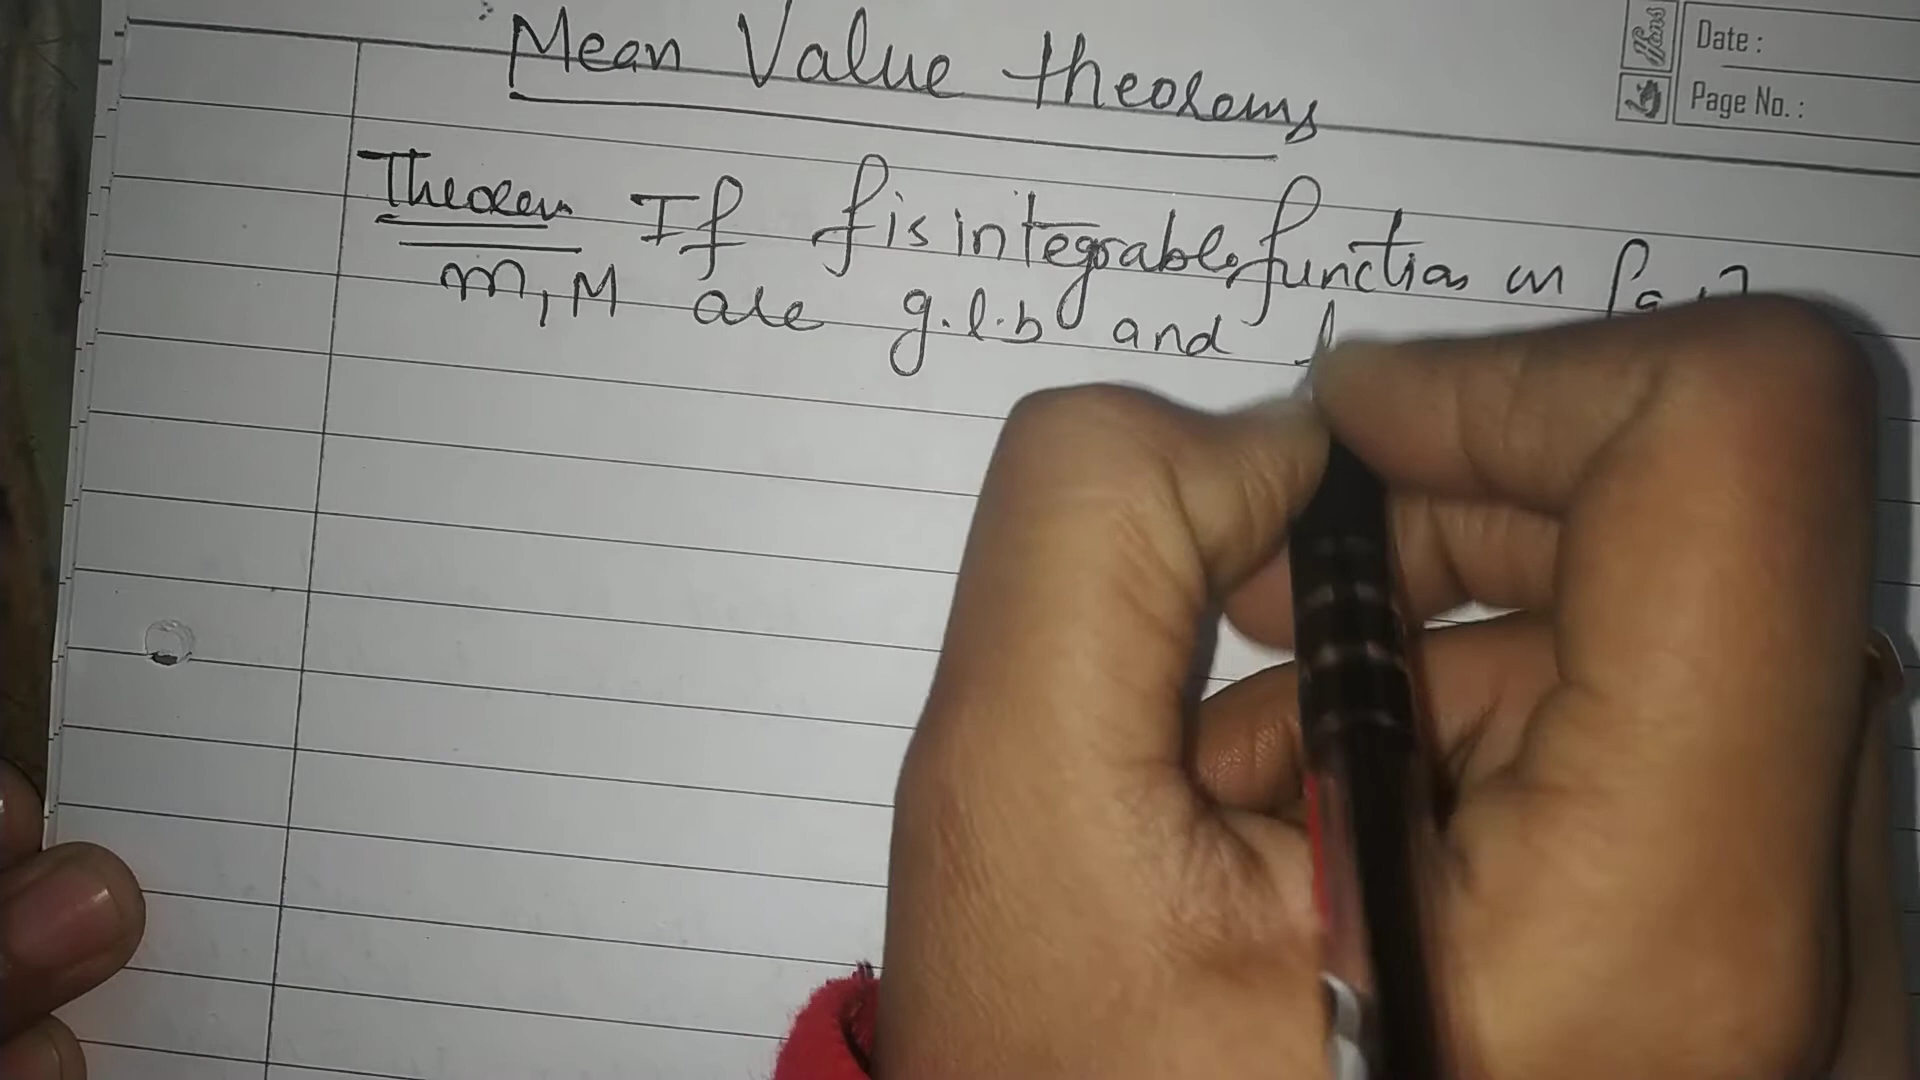 Mean Value theorems
Date :
Page No. :
Theorem If f is integrable function on [a, b]
m, M are g.l.b and